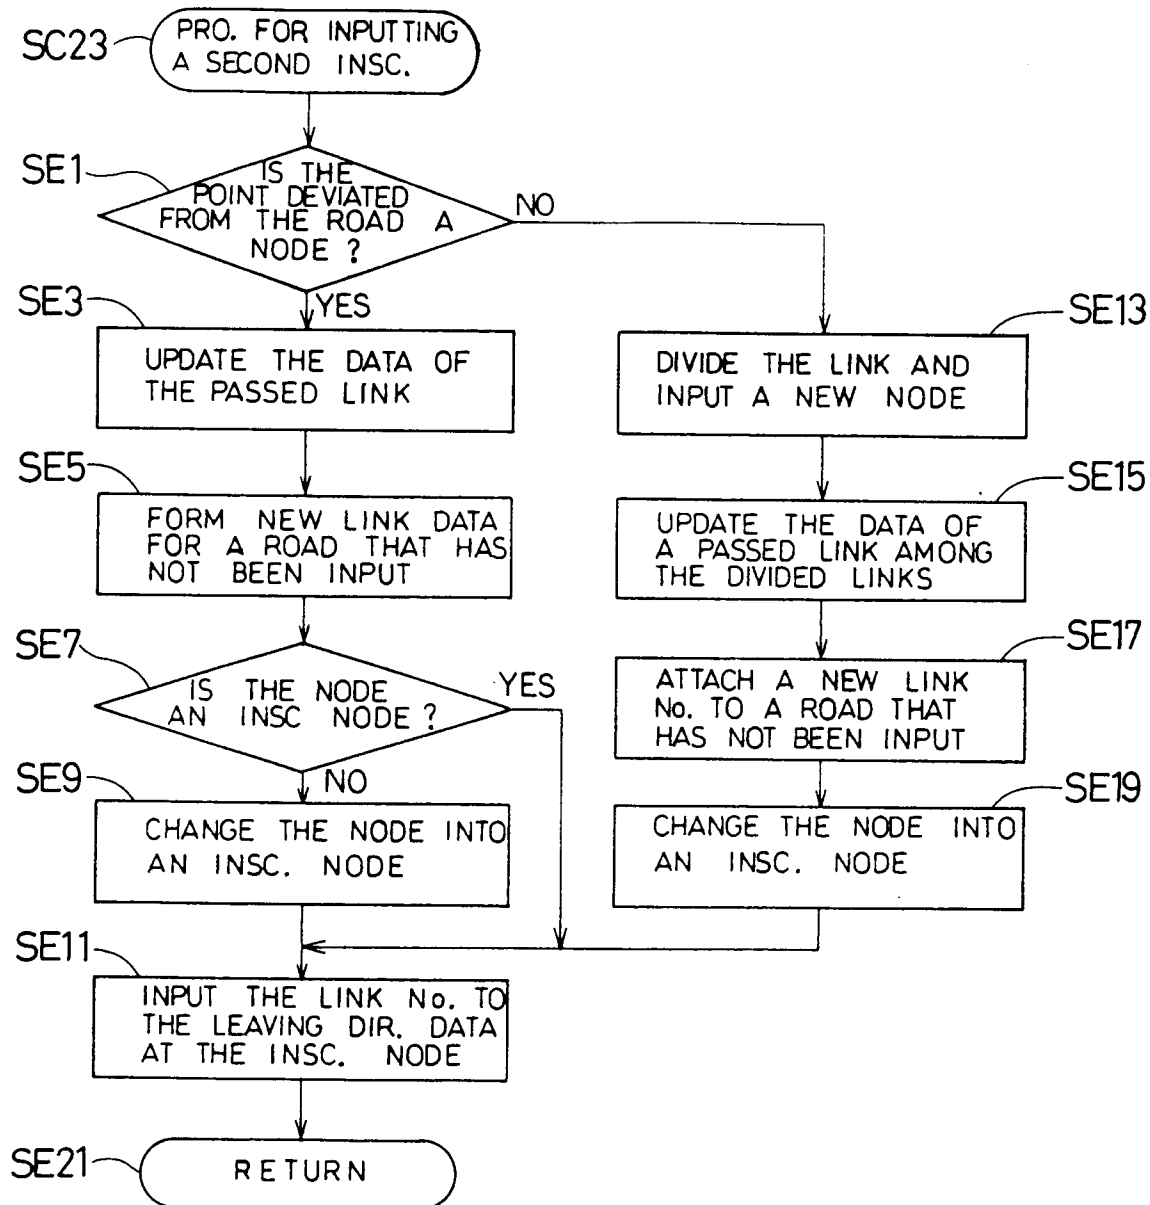 SC23
PRO. FOR INPUTTING
A SECOND INSC.
SE1
IS THE
POINT DEVIATED
FROM THE ROAD A
NODE ?
NO
YES
SE3
UPDATE THE DATA OF
THE PASSED LINK
SE5
FORM NEW LINK DATA
FOR A ROAD THAT HAS
NOT BEEN INPUT
SE7
IS THE NODE
AN INSC NODE ?
YES
NO
SE9
CHANGE THE NODE INTO
AN INSC. NODE
SE13
DIVIDE THE LINK AND
INPUT A NEW NODE
SE15
UPDATE THE DATA OF
A PASSED LINK AMONG
THE DIVIDED LINKS
SE17
ATTACH A NEW LINK
No. TO A ROAD THAT
HAS NOT BEEN INPUT
SE19
CHANGE THE NODE INTO
AN INSC. NODE
SE11
INPUT THE LINK No. TO
THE LEAVING DIR. DATA
AT THE INSC. NODE
SE21
RETURN